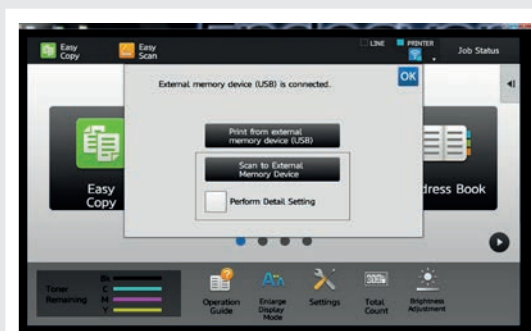 Easy
Copy
Easy
Scan
LINE
PRINTER
Job Status
External memory device (USB) is connected.
OK
Print from external
memory device (USB)
Scan to External
Memory Device
Perform Detail Setting
Easy
Copy
dress Book
Toner
Remaining
Bk
C
M
Y
Operation
Guide
Enlarge
Display
Mode
Settings
Total
Count
Brightness
Adjustment